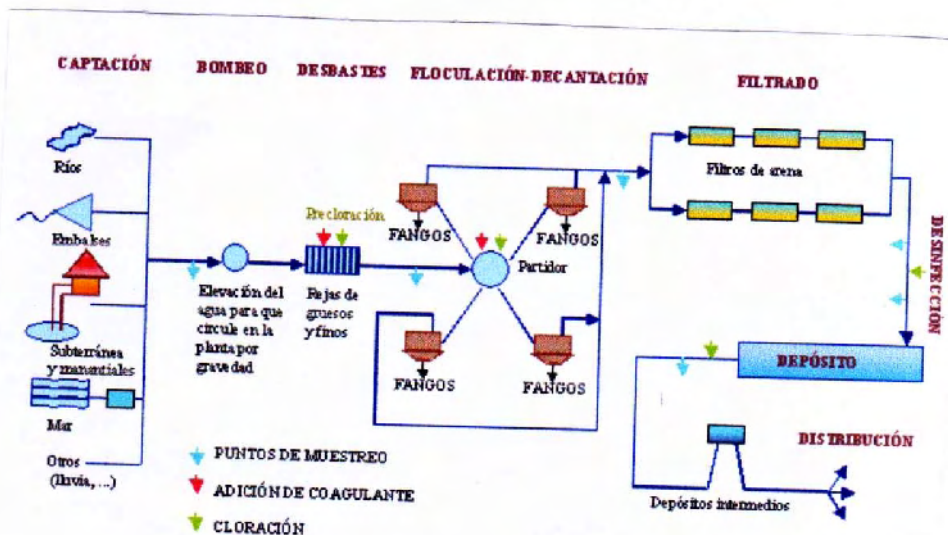 CAPTACIÓN
BOMBEO
DESBASTES
FLOCULACIÓN-DECANTACIÓN
FILTRADO
Ríos
Embalses
Subterránea
y manantiales
Mar
Otros
(lluvia, ...)
Elevación del
agua para que
circule en la
planta por
gravedad
Precloración
Rejas de
gruesos
y finos
FANGOS
FANGOS
Partidor
FANGOS
FANGOS
Filtros de arena
DESINFECCIÓN
DEPÓSITO
DISTRIBUCIÓN
Depósitos intermedios
PUNTOS DE MUESTREO
ADICIÓN DE COAGULANTE
CLORACIÓN